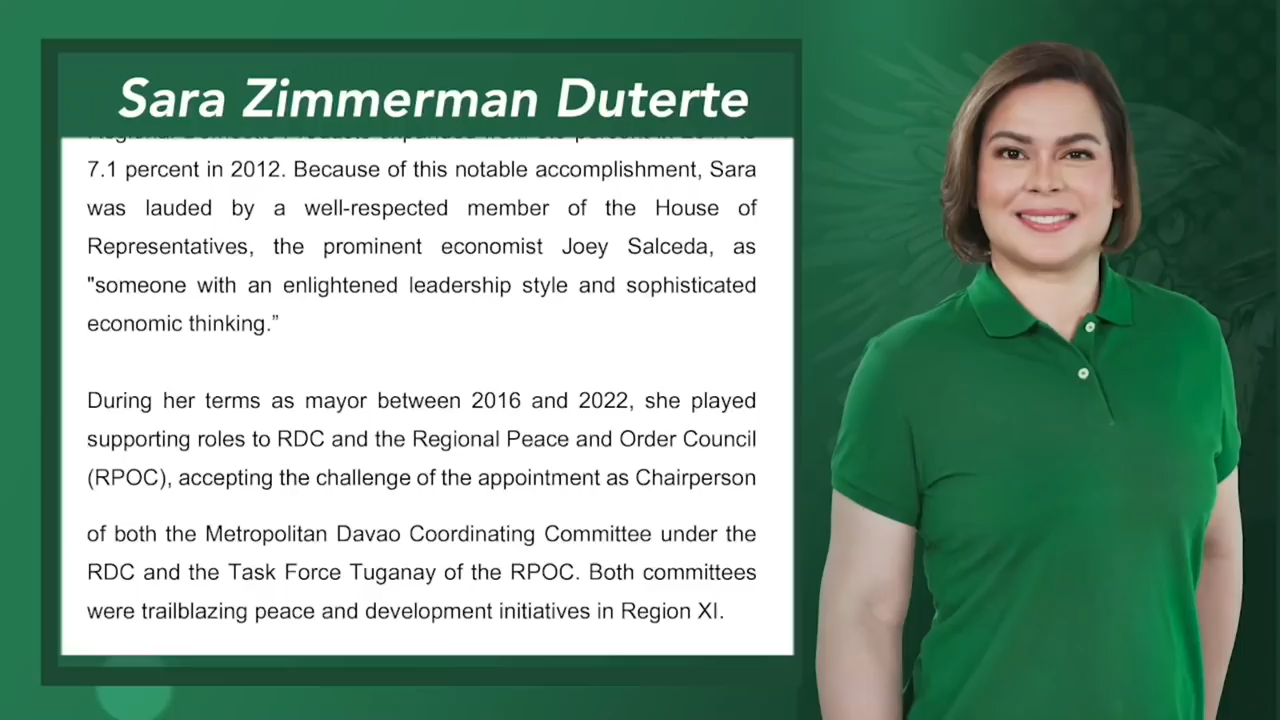 Sara Zimmerman Duterte
7.1 percent in 2012. Because of this notable accomplishment, Sara
was lauded by a well-respected member of the House of
Representatives, the prominent economist Joey Salceda, as
"someone with an enlightened leadership style and sophisticated
economic thinking.”
During her terms as mayor between 2016 and 2022, she played
supporting roles to RDC and the Regional Peace and Order Council
(RPOC), accepting the challenge of the appointment as Chairperson
of both the Metropolitan Davao Coordinating Committee under the
RDC and the Task Force Tuganay of the RPOC. Both committees
were trailblazing peace and development initiatives in Region XI.